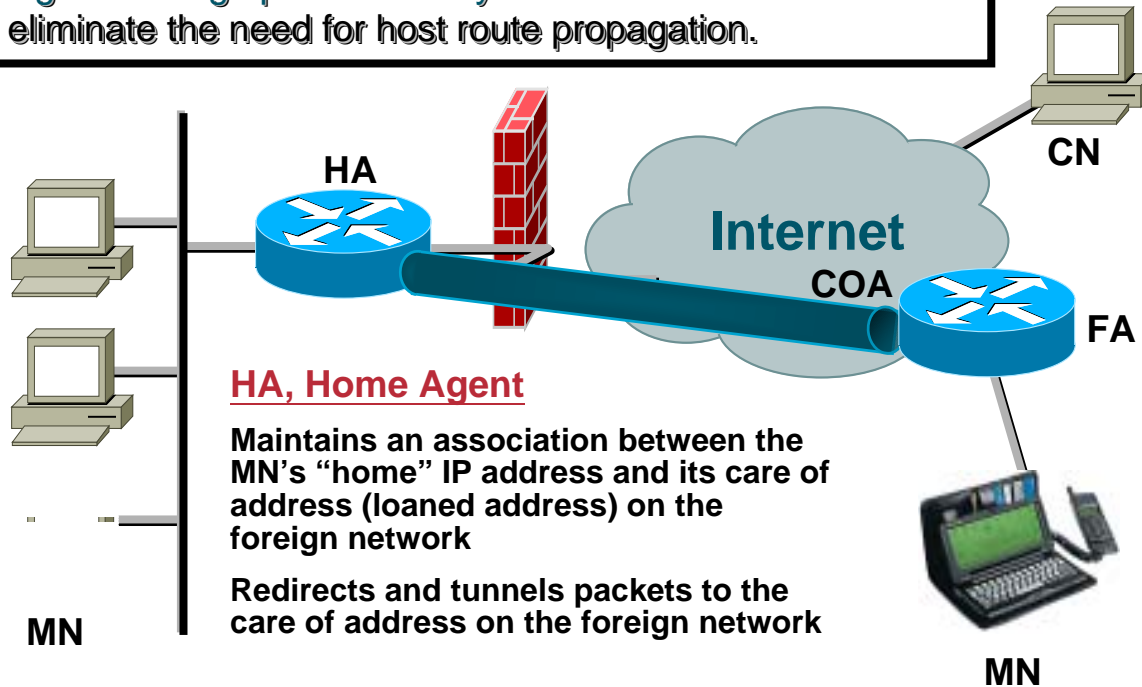 eliminate the need for host route propagation.
CN
HA
Internet
COA
FA
HA, Home Agent
Maintains an association between the
MN’s “home” IP address and its care of
address (loaned address) on the
foreign network
Redirects and tunnels packets to the
care of address on the foreign network
MN
MN